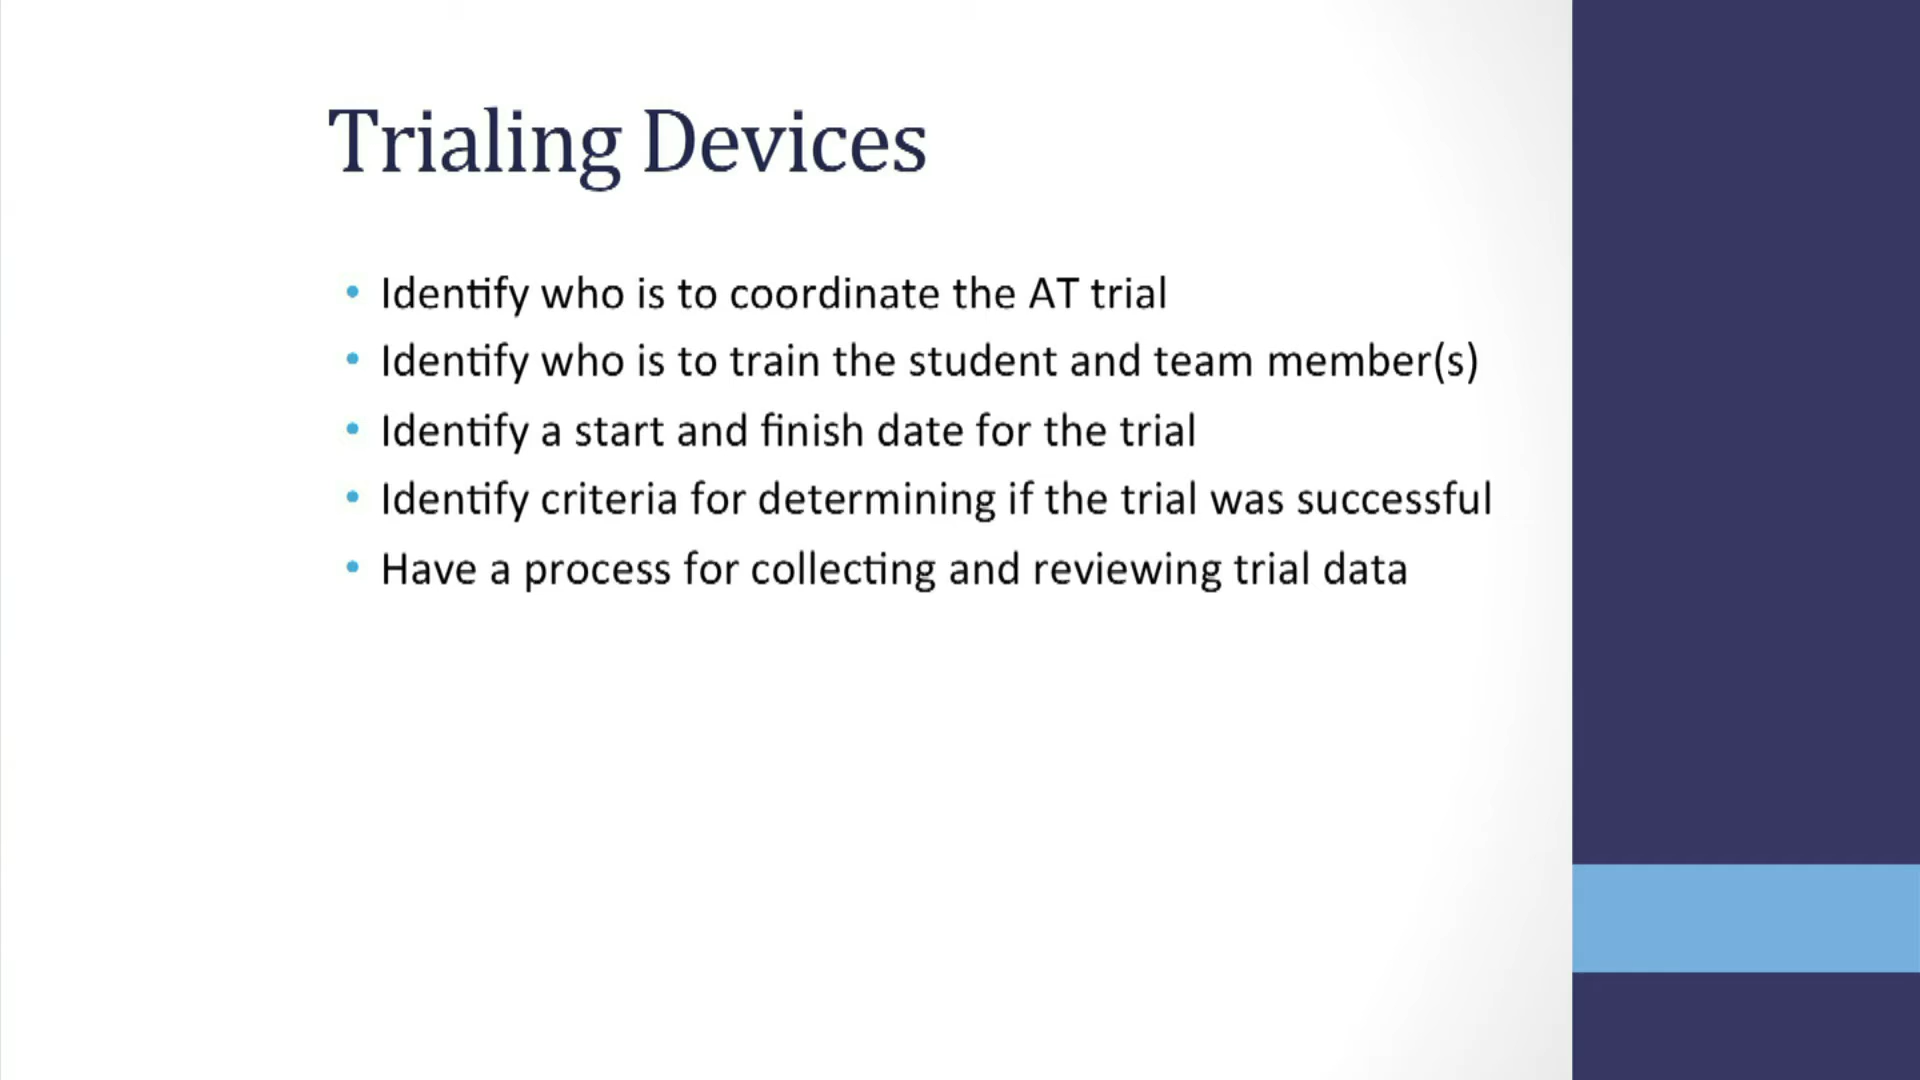 Trialing Devices
• Identify who is to coordinate the AT trial
• Identify who is to train the student and team member(s)
• Identify a start and finish date for the trial
• Identify criteria for determining if the trial was successful
• Have a process for collecting and reviewing trial data